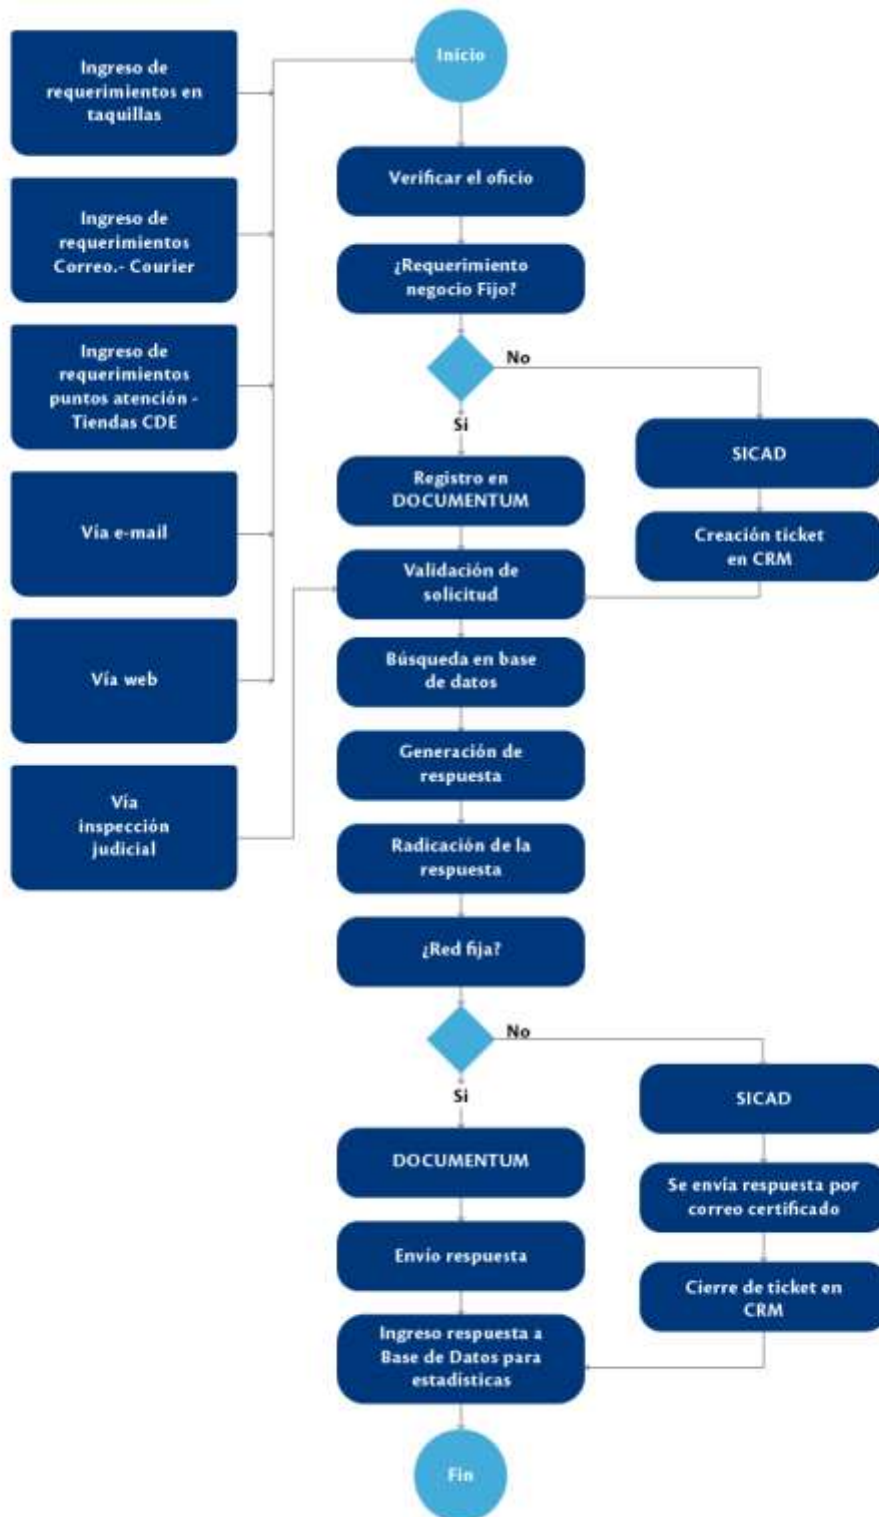 Ingreso de
requerimientos en
taquillas
Ingreso de
requerimientos
Correo.- Courier
Ingreso de
requerimientos
puntos atención -
Tiendas CDE
Vía e-mail
Vía web
Vía
inspección
judicial
Início
Verificar el oficio
¿Requerimiento
negocio Fijo?
No
Si
Registro en
DOCUMENTUM
SICAD
Creación ticket
en CRM
Validación de
solicitud
Búsqueda en base
de datos
Generación de
respuesta
Radicación de la
respuesta
¿Red fija?
No
Si
DOCUMENTUM
Envío respuesta
SICAD
Se envía respuesta por
correo certificado
Cierre de ticket en
CRM
Ingreso respuesta a
Base de Datos para
estadísticas
Fin